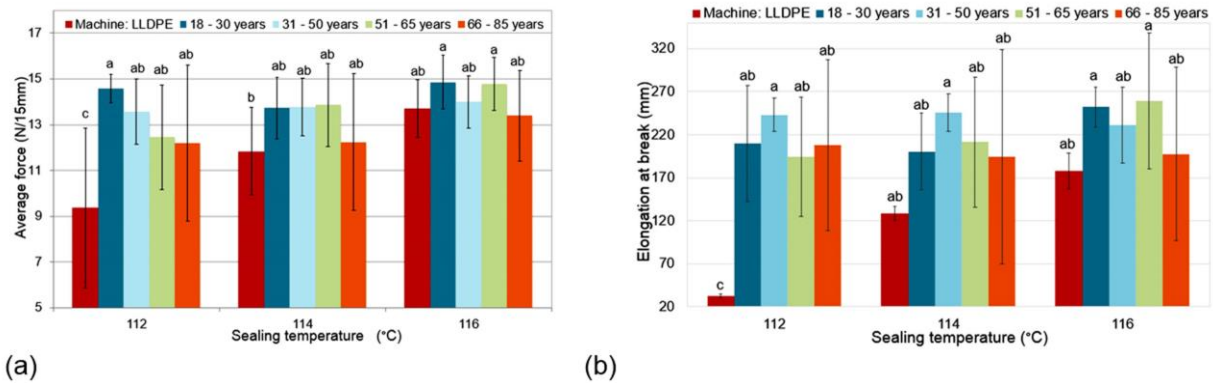 Machine: LLDPE 18 - 30 years 31 - 50 years 51 - 65 years 66 - 85 years
Average force (N/15mm)
17
15
13
11
9
7
5
c a ab ab ab
b ab ab ab ab
ab a ab a ab
112 114 116
Sealing temperature (°C)
(a)
Machine: LLDPE 18 - 30 years 31 - 50 years 51 - 65 years 66 - 85 years
Elongation at break (mm)
320
270
220
170
120
70
20
c ab a ab ab
ab ab a ab ab
ab a ab a ab
112 114 116
Sealing temperature (°C)
(b)